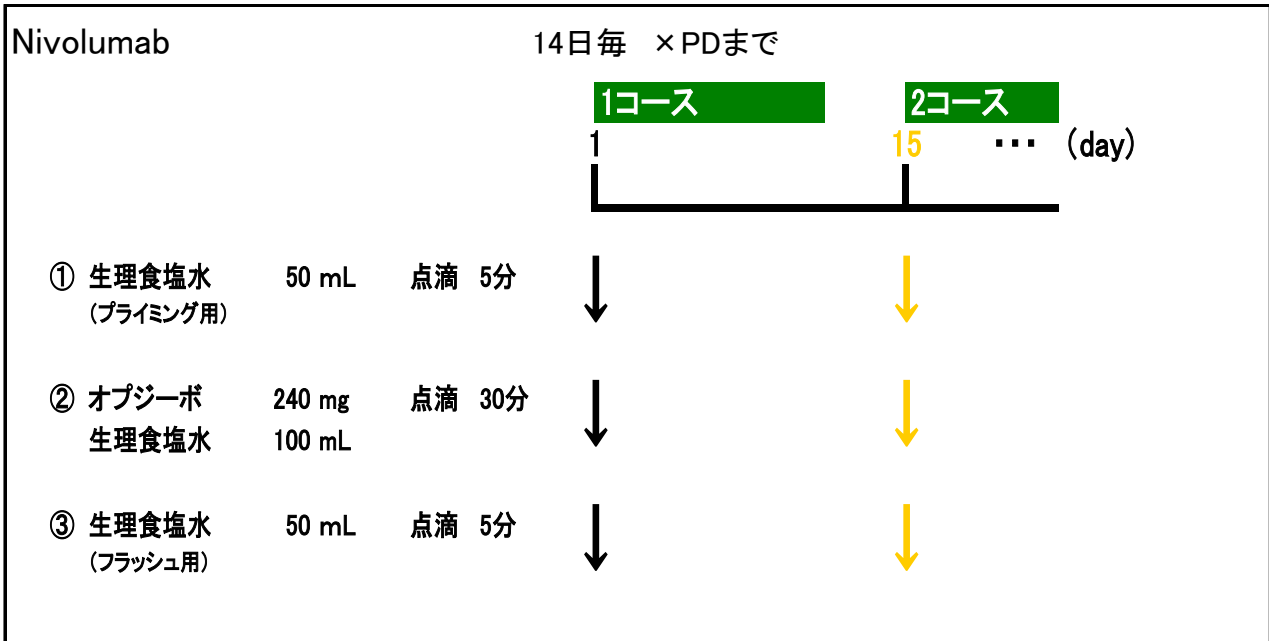 Nivolumab 14日毎 ×PDまで
1コース 2コース
1 15 ・・・ (day)
① 生理食塩水 50 mL 点滴 5分
(プライミング用)
② オプジーボ 240 mg 点滴 30分
生理食塩水 100 mL
③ 生理食塩水 50 mL 点滴 5分
(フラッシュ用)